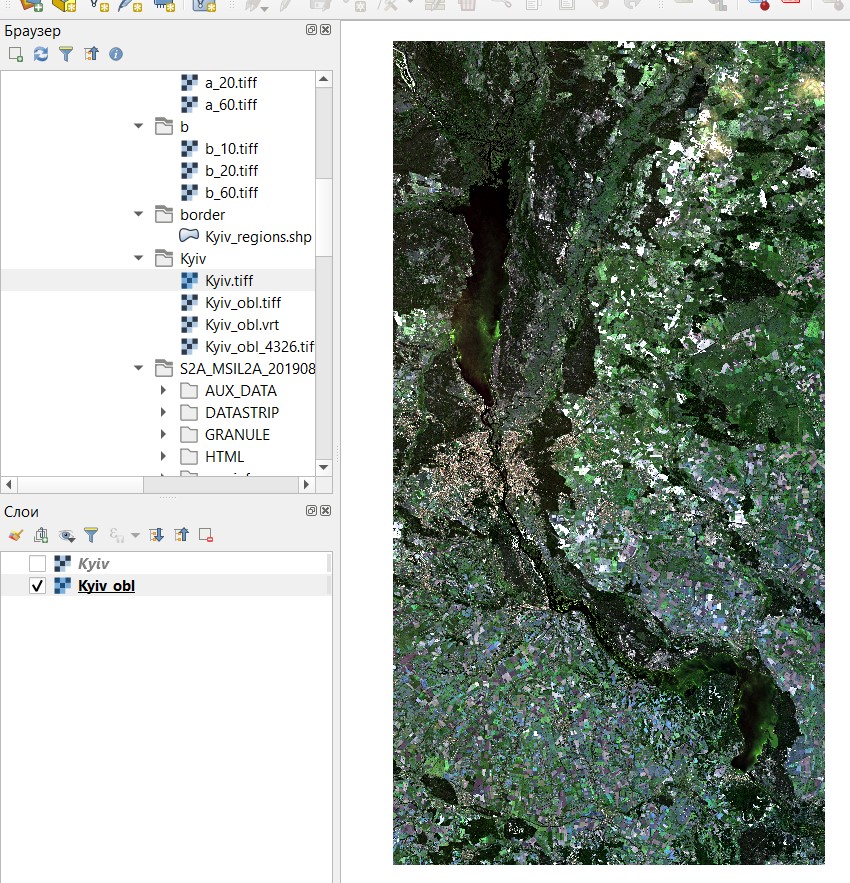 Браузер
a_20.tiff
a_60.tiff
b
b_10.tiff
b_20.tiff
b_60.tiff
border
Kyiv_regions.shp
Kyiv
Kyiv.tiff
Kyiv_obl.tiff
Kyiv_obl.vrt
Kyiv_obl_4326.tif
S2A_MSIL2A_201908
AUX_DATA
DATASTRIP
GRANULE
HTML
Слои
Kyiv
Kyiv_obl